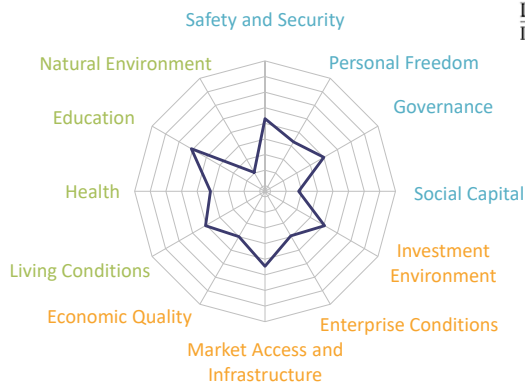 Safety and Security
Natural Environment
Personal Freedom
Education
Governance
Health
Social Capital
Investment
Environment
Living Conditions
Economic Quality
Enterprise Conditions
Market Access and
Infrastructure